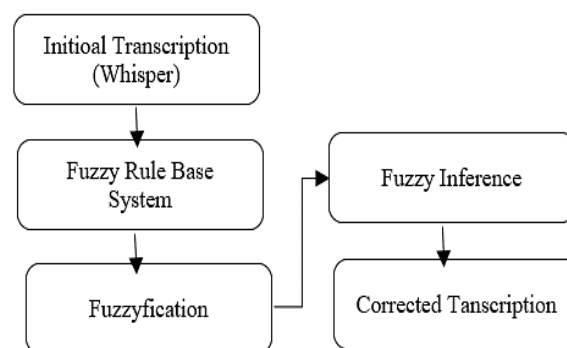 Initioal Transcription
(Whisper)
Fuzzy Rule Base
System
Fuzzyfication
Fuzzy Inference
Corrected Tanscription